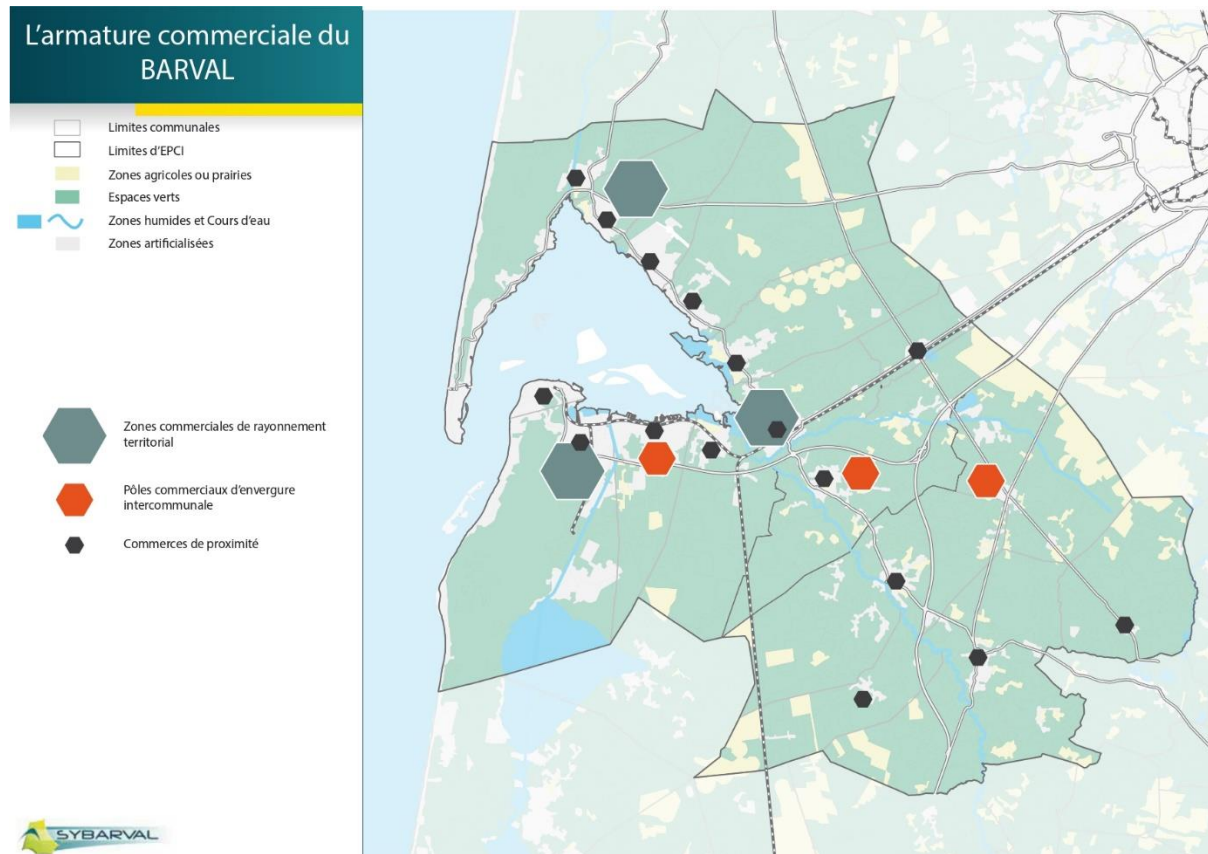 L'armature commerciale du
BARVAL
Limites communales
Limites d'EPCI
Zones agricoles ou prairies
Espaces verts
Zones humides et Cours d'eau
Zones artificialisées
Zones commerciales de rayonnement
territorial
Pôles commerciaux d'envergure
intercommunale
Commerces de proximité
SYBARVAL